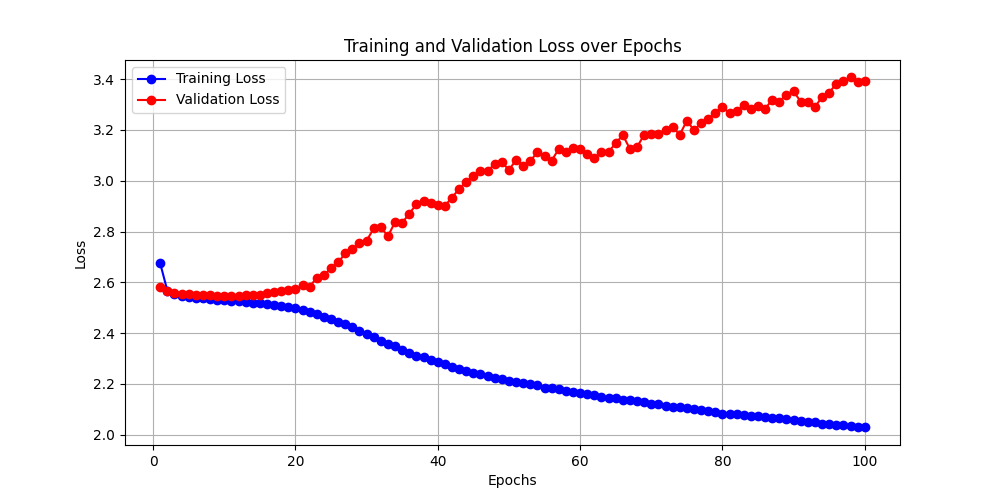 Training and Validation Loss over Epochs
Training Loss
Validation Loss
3.4
3.2
3.0
2.8
2.6
2.4
2.2
2.0
Loss
0 20 40 60 80 100
Epochs